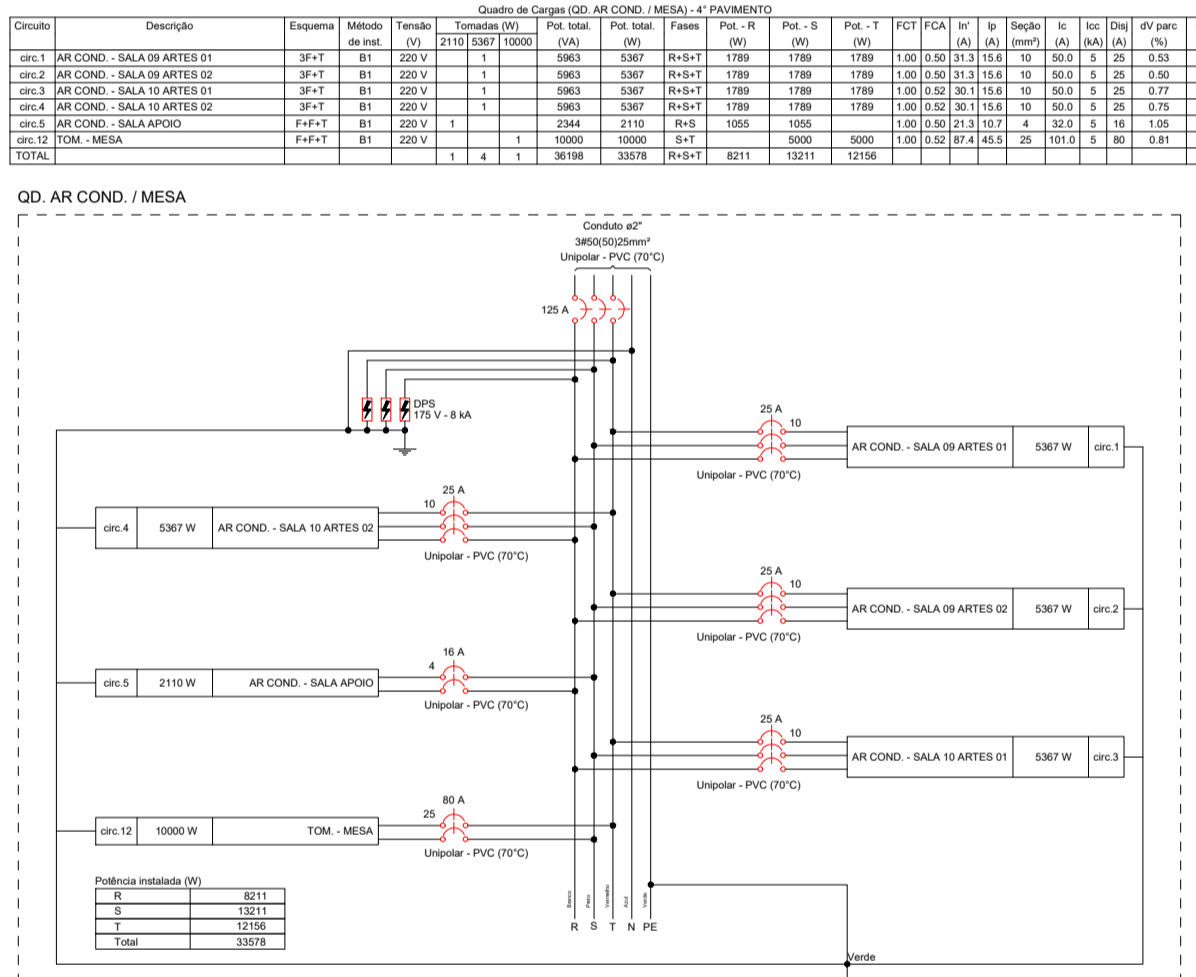 Quadro de Cargas (QD. AR COND. / MESA) - 4° PAVIMENTO
Circuito Descrição Esquema Método de inst. Tensão (V) Tomadas (W) 2110 5367 10000 Pot. total. (VA) Pot. total. (W) Fases Pot. - R (W) Pot. - S (W) Pot. - T (W) FCT FCA In' (A) Ip (A) Seção (mm²) Ic (A) Icc (kA) Disj (A) dV parc (%)
circ.1 AR COND. - SALA 09 ARTES 01 3F+T B1 220 V 1 5963 5367 R+S+T 1789 1789 1789 1.00 0.50 31.3 15.6 10 50.0 5 25 0.53
circ.2 AR COND. - SALA 09 ARTES 02 3F+T B1 220 V 1 5963 5367 R+S+T 1789 1789 1789 1.00 0.50 31.3 15.6 10 50.0 5 25 0.50
circ.3 AR COND. - SALA 10 ARTES 01 3F+T B1 220 V 1 5963 5367 R+S+T 1789 1789 1789 1.00 0.52 30.1 15.6 10 50.0 5 25 0.77
circ.4 AR COND. - SALA 10 ARTES 02 3F+T B1 220 V 1 5963 5367 R+S+T 1789 1789 1789 1.00 0.52 30.1 15.6 10 50.0 5 25 0.75
circ.5 AR COND. - SALA APOIO F+F+T B1 220 V 1 2344 2110 R+S 1055 1055 1.00 0.50 21.3 10.7 4 32.0 5 16 1.05
circ.12 TOM. - MESA F+F+T B1 220 V 1 10000 10000 S+T 5000 5000 1.00 0.52 87.4 45.5 25 101.0 5 80 0.81
TOTAL 1 4 1 36198 33578 R+S+T 8211 13211 12156
QD. AR COND. / MESA
Conduto ø2"
3#50(50)25mm²
Unipolar - PVC (70°C)
125 A
DPS
175 V - 8 kA
25 A
10
AR COND. - SALA 09 ARTES 01 5367 W circ.1
Unipolar - PVC (70°C)
25 A
10
circ.4 5367 W AR COND. - SALA 10 ARTES 02
Unipolar - PVC (70°C)
25 A
10
AR COND. - SALA 09 ARTES 02 5367 W circ.2
Unipolar - PVC (70°C)
16 A
4
circ.5 2110 W AR COND. - SALA APOIO
Unipolar - PVC (70°C)
25 A
10
AR COND. - SALA 10 ARTES 01 5367 W circ.3
Unipolar - PVC (70°C)
80 A
25
circ.12 10000 W TOM. - MESA
Unipolar - PVC (70°C)
Potência instalada (W)
R 8211
S 13211
T 12156
Total 33578
Branco Preto Vermelho Azul Verde
R S T N PE
Verde